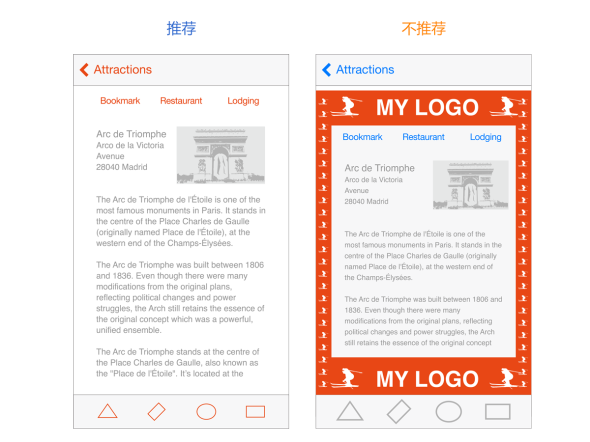 推荐
不推荐
Attractions
Bookmark Restaurant Lodging
Arc de Triomphe
Arco de la Victoria
Avenue
28040 Madrid
The Arc de Triomphe de l'Étoile is one of the
most famous monuments in Paris. It stands in
the centre of the Place Charles de Gaulle
(originally named Place de l'Étoile), at the
western end of the Champs-Élysées.
The Arc de Triomphe was built between 1806
and 1836. Even though there were many
modifications from the original plans,
reflecting political changes and power
struggles, the Arch still retains the essence of
the original concept which was a powerful,
unified ensemble.
The Arc de Triomphe stands at the centre of
the Place Charles de Gaulle, also known as
the "Place de l'Étoile". It's located at the
Attractions
MY LOGO
Bookmark Restaurant Lodging
Arc de Triomphe
Arco de la Victoria
Avenue
28040 Madrid
The Arc de Triomphe de l'Étoile is one of the
most famous monuments in Paris. It stands in the
centre of the Place Charles de Gaulle (originally
named Place de l'Étoile), at the western end of
the Champs-Élysées.
The Arc de Triomphe was built between 1806 and
1836. Even though there were many
modifications from the original plans, reflecting
political changes and power struggles, the Arch
still retains the essence of the original concept
MY LOGO